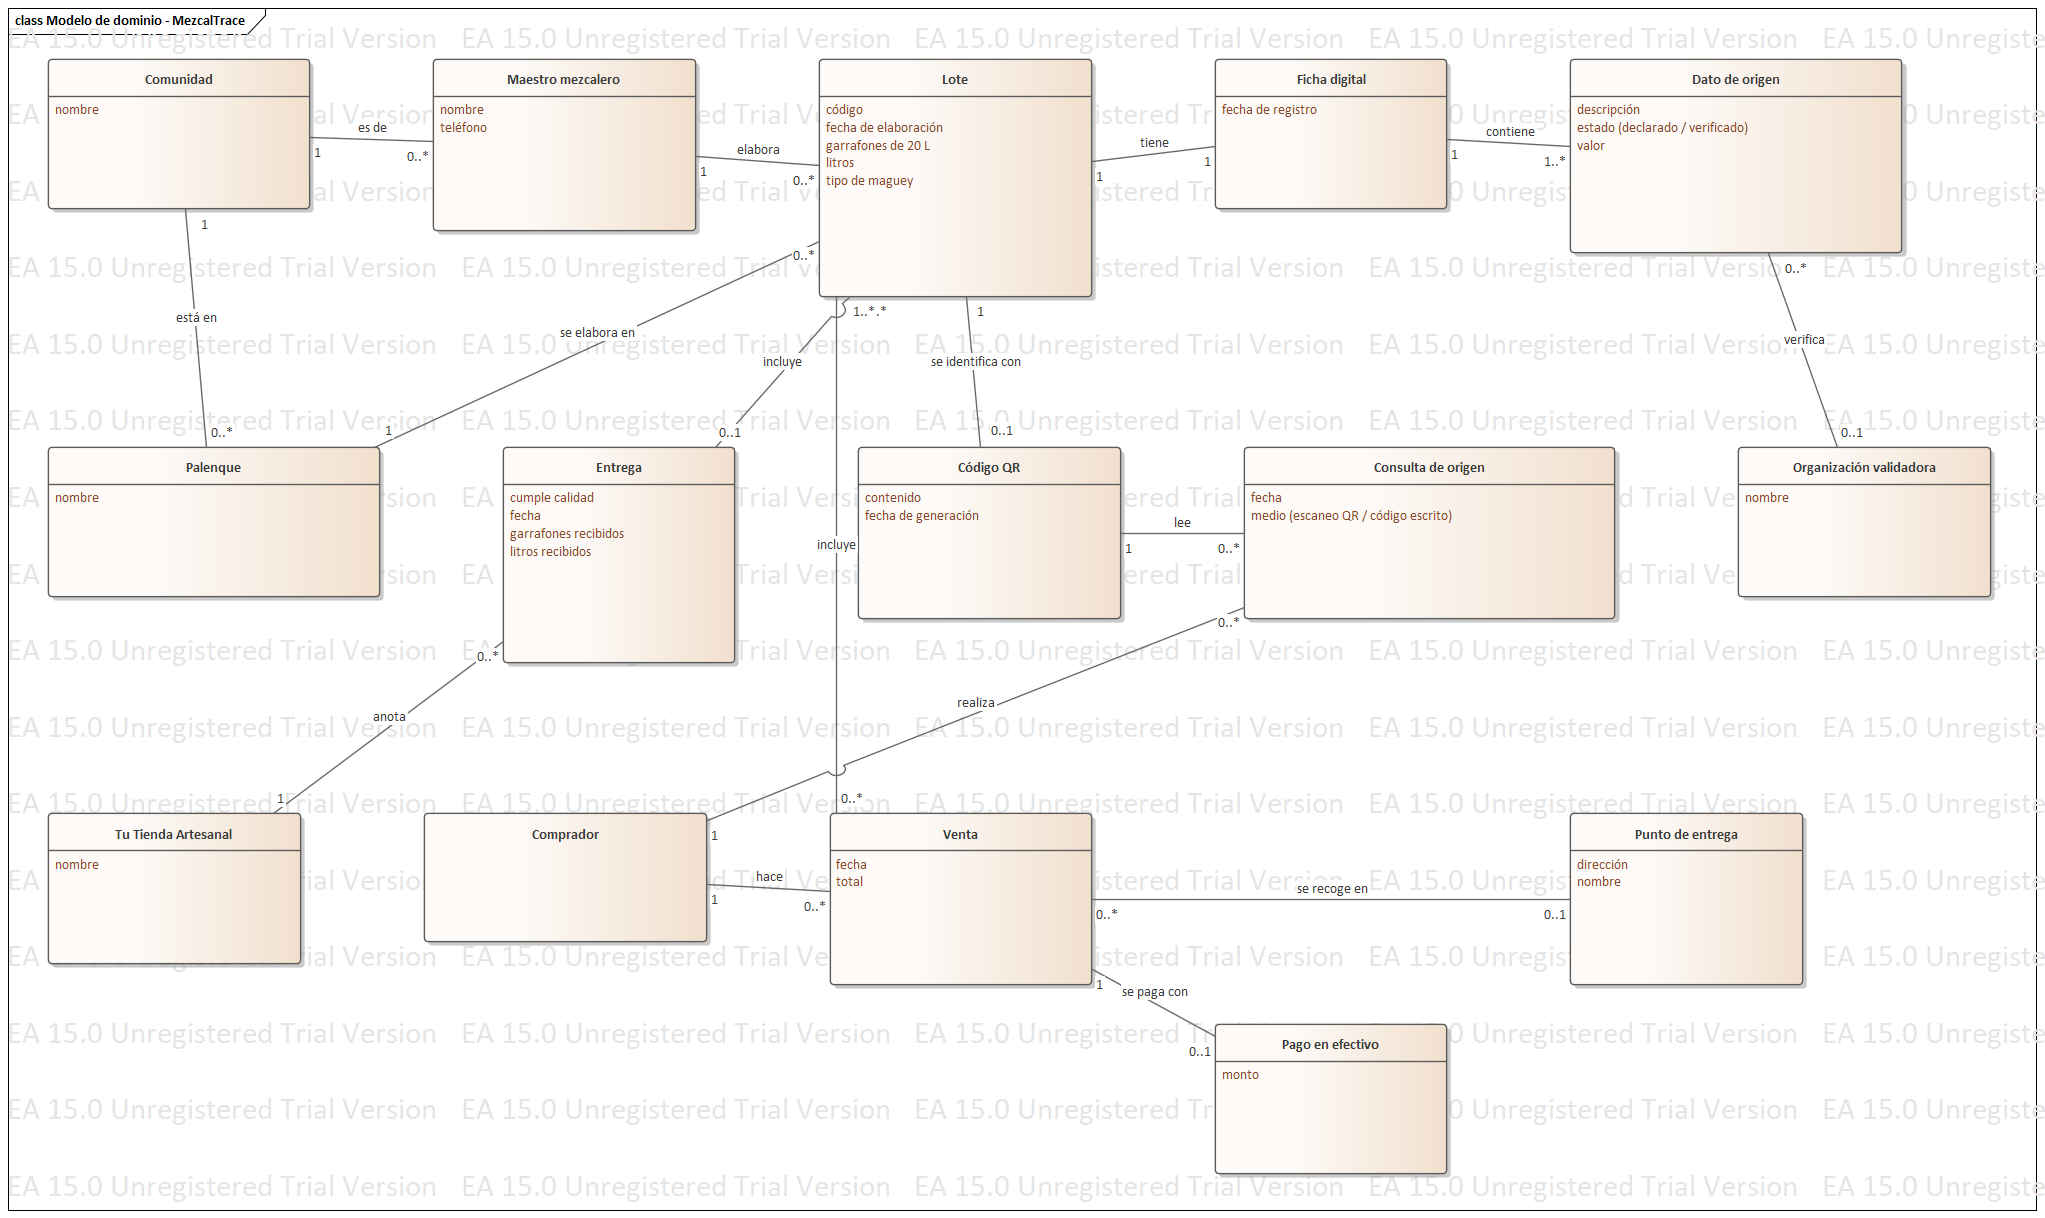 class Modelo de dominio - MezcalTrace
EA 15.0 Unregistered Trial Version
Comunidad
nombre
Maestro mezcalero
nombre
teléfono
Lote
código
fecha de elaboración
garrafones de 20 L
litros
tipo de maguey
Ficha digital
fecha de registro
Dato de origen
descripción
estado (declarado / verificado)
valor
es de
1
0..*
elabora
1
0..*
tiene
1
1
contiene
1
1..*
1
está en
0..*
0..*
se elabora en
1
1..*.*
incluye
0..1
incluye
0..*
1
se identifica con
0..1
0..*
verifica
0..1
Palenque
nombre
Entrega
cumple calidad
fecha
garrafones recibidos
litros recibidos
Código QR
contenido
fecha de generación
lee
1
0..*
Consulta de origen
fecha
medio (escaneo QR / código escrito)
Organización validadora
nombre
0..*
anota
1
0..*
realiza
1
Tu Tienda Artesanal
nombre
Comprador
hace
1
0..*
Venta
fecha
total
se recoge en
0..*
0..1
Punto de entrega
dirección
nombre
1
se paga con
0..1
Pago en efectivo
monto